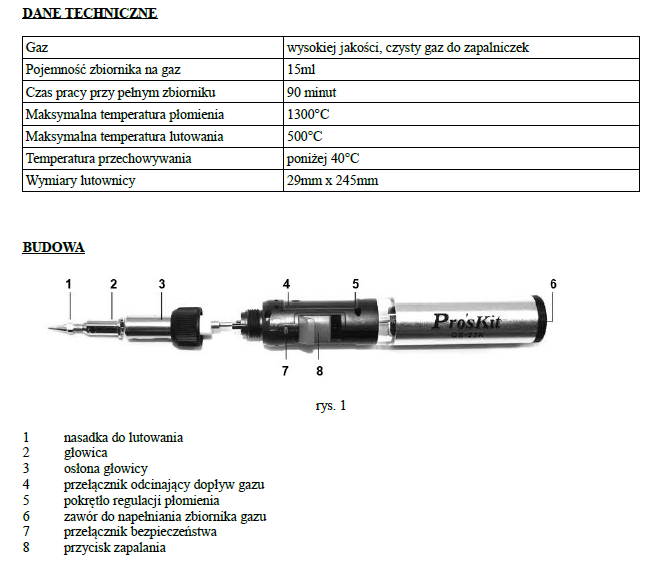 DANE TECHNICZNE
Gaz wysokiej jakości, czysty gaz do zapalniczek
Pojemność zbiornika na gaz 15ml
Czas pracy przy pełnym zbiorniku 90 minut
Maksymalna temperatura płomienia 1300°C
Maksymalna temperatura lutowania 500°C
Temperatura przechowywania poniżej 40°C
Wymiary lutownicy 29mm x 245mm
BUDOWA
1 2 3 4 5 6
Pro'sKit
7 8
rys. 1
1 nasadka do lutowania
2 głowica
3 osłona głowicy
4 przełącznik odcinający dopływ gazu
5 pokrętło regulacji płomienia
6 zawór do napełniania zbiornika gazu
7 przełącznik bezpieczeństwa
8 przycisk zapalania